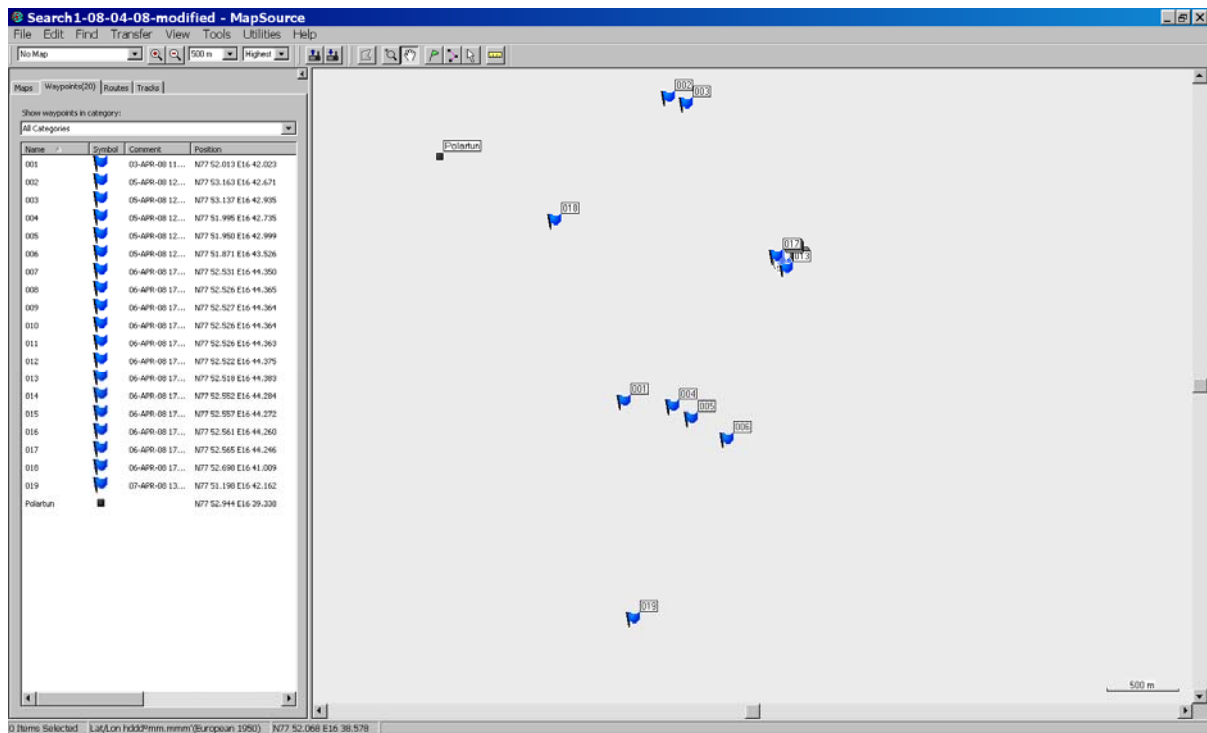 Search1-08-04-08-modified - MapSource
File Edit Find Transfer View Tools Utilities Help
No Map 500 m Highest
Maps Waypoints(20) Routes Tracks
Show waypoints in category:
All Categories
Name Symbol Comment Position
001 03-APR-08 11... N77 52.013 E16 42.023
002 05-APR-08 12... N77 53.163 E16 42.671
003 05-APR-08 12... N77 53.137 E16 42.935
004 05-APR-08 12... N77 51.995 E16 42.735
005 05-APR-08 12... N77 51.950 E16 42.999
006 05-APR-08 12... N77 51.871 E16 43.526
007 06-APR-08 17... N77 52.531 E16 44.350
008 06-APR-08 17... N77 52.526 E16 44.365
009 06-APR-08 17... N77 52.527 E16 44.364
010 06-APR-08 17... N77 52.526 E16 44.364
011 06-APR-08 17... N77 52.526 E16 44.363
012 06-APR-08 17... N77 52.522 E16 44.375
013 06-APR-08 17... N77 52.518 E16 44.383
014 06-APR-08 17... N77 52.552 E16 44.284
015 06-APR-08 17... N77 52.557 E16 44.272
016 06-APR-08 17... N77 52.561 E16 44.260
017 06-APR-08 17... N77 52.565 E16 44.246
018 06-APR-08 17... N77 52.698 E16 41.009
019 07-APR-08 13... N77 51.198 E16 42.162
Polartun N77 52.944 E16 39.338
002
003
Polartun
018
017
013
001
004
005
006
019
500 m
0 Items Selected Lat/Lon hddd°mm.mmm'(European 1950) N77 52.068 E16 38.578